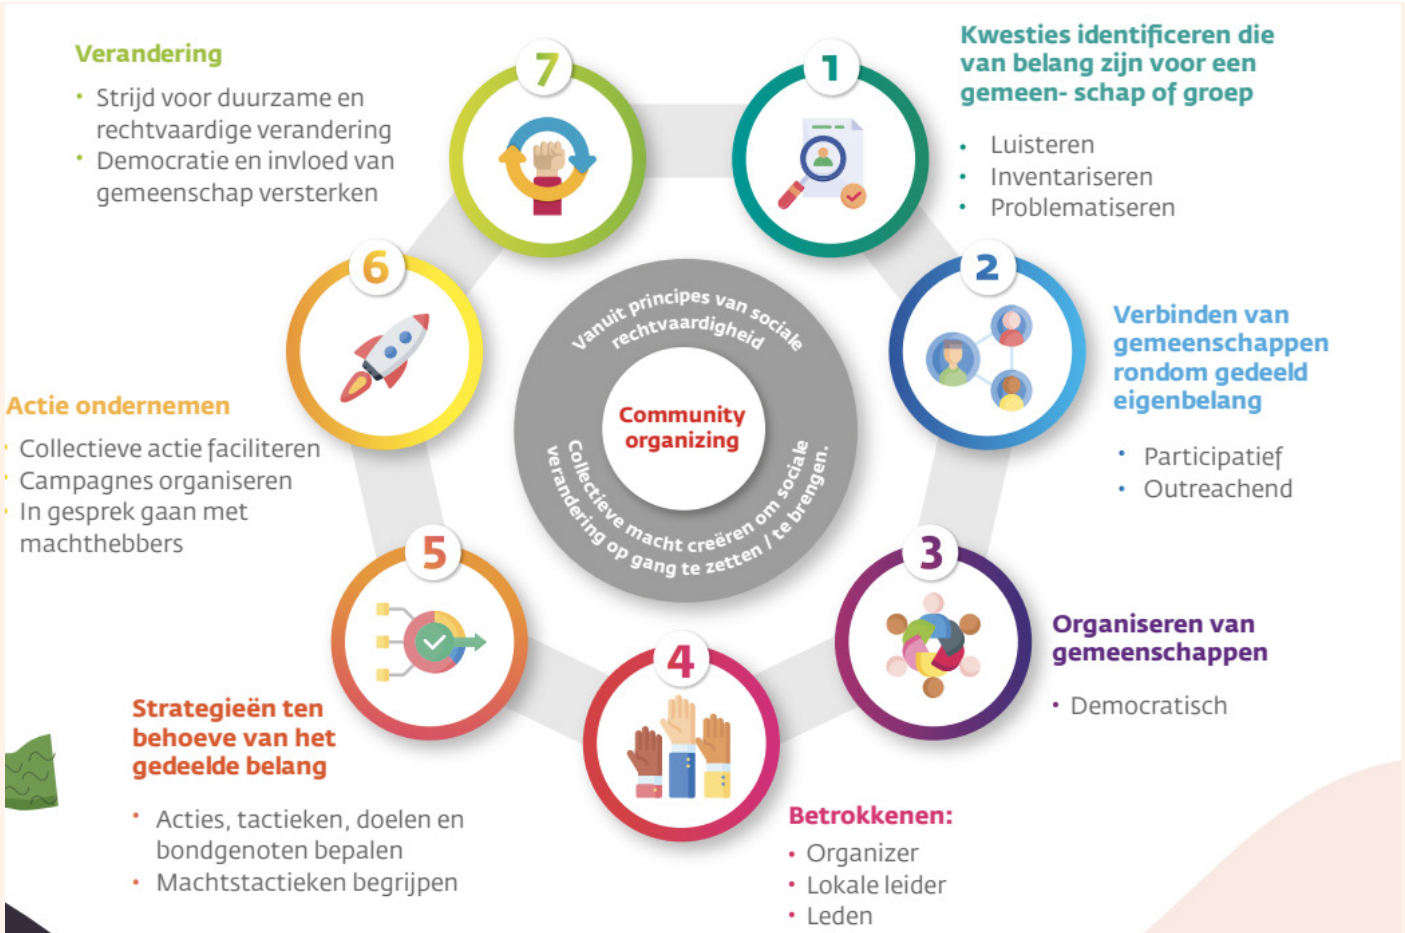 Verandering
• Strijd voor duurzame en
rechtvaardige verandering
• Democratie en invloed van
gemeenschap versterken
7
1
Kwesties identificeren die
van belang zijn voor een
gemeen- schap of groep
• Luisteren
• Inventariseren
• Problematiseren
6
2
Verbinden van
gemeenschappen
rondom gedeeld
eigenbelang
• Participatief
• Outreachend
Vanuit principes van sociale
rechtvaardigheid
Community
organizing
Collectieve macht creëren om sociale
verandering op gang te zetten / te brengen.
Actie ondernemen
• Collectieve actie faciliteren
• Campagnes organiseren
• In gesprek gaan met
machthebbers
5
3
Organiseren van
gemeenschappen
• Democratisch
4
Strategieën ten
behoeve van het
gedeelde belang
• Acties, tactieken, doelen en
bondgenoten bepalen
• Machtstactieken begrijpen
Betrokkenen:
• Organizer
• Lokale leider
• Leden